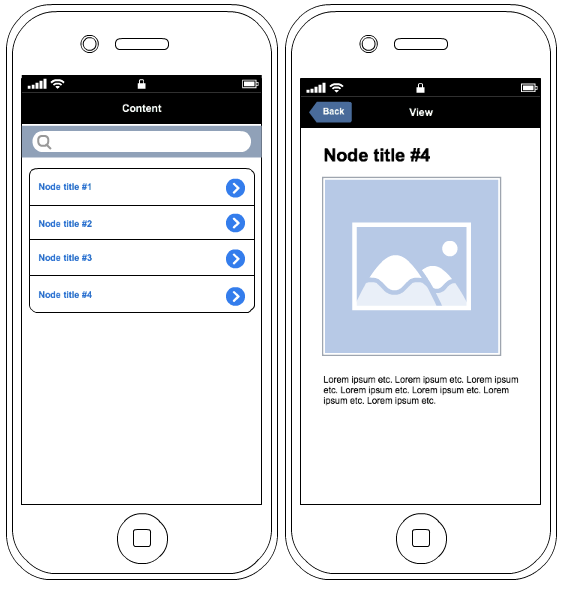 Content
Node title #1
Node title #2
Node title #3
Node title #4
Back
View
Node title #4
Lorem ipsum etc. Lorem ipsum etc. Lorem ipsum
etc. Lorem ipsum etc. Lorem ipsum etc. Lorem
ipsum etc. Lorem ipsum etc.